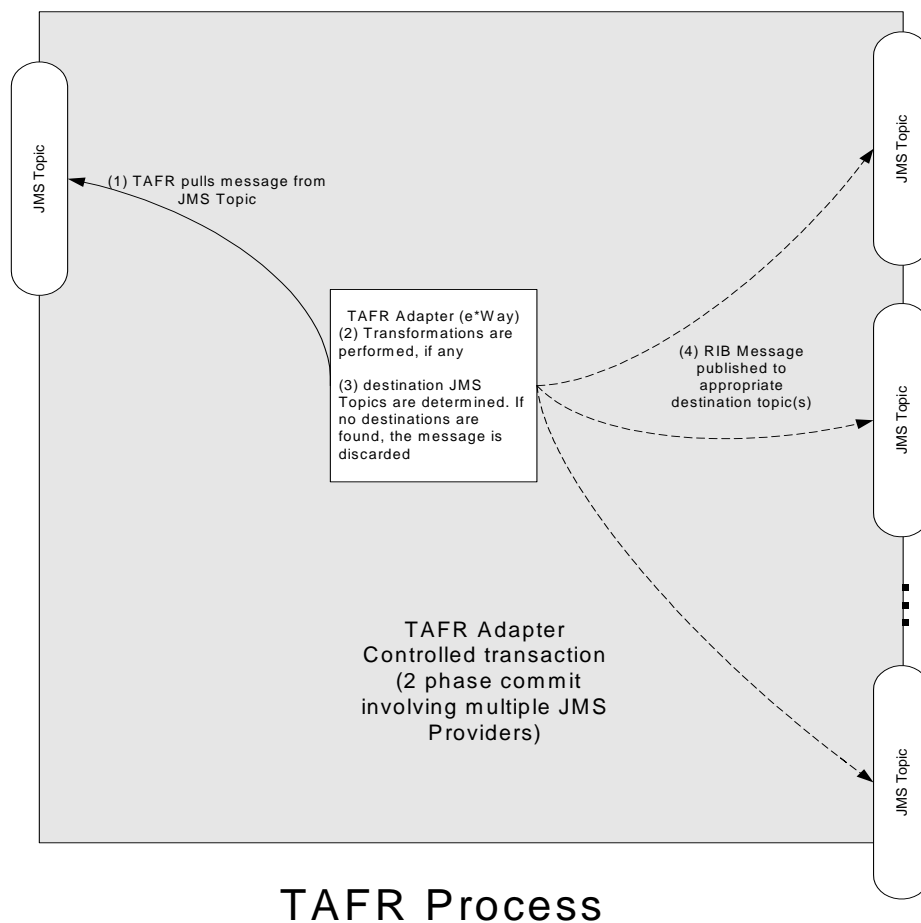 JMS Topic
(1) TAFR pulls message from
JMS Topic
TAFR Adapter (e*Way)
(2) Transformations are
performed, if any
(3) destination JMS
Topics are determined. If
no destinations are
found, the message is
discarded
JMS Topic
(4) RIB Message
published to
appropriate
destination topic(s)
JMS Topic
TAFR Adapter
Controlled transaction
(2 phase commit
involving multiple JMS
Providers)
JMS Topic
TAFR Process